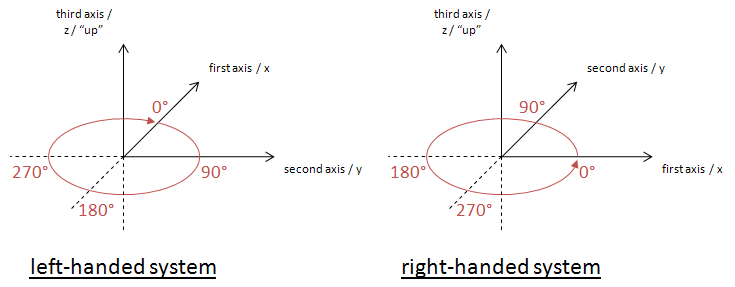 third axis /
z / "up"
first axis / x
0°
270°
90°
second axis / y
180°
left-handed system
third axis /
z / "up"
second axis / y
90°
180°
0°
first axis / x
270°
right-handed system